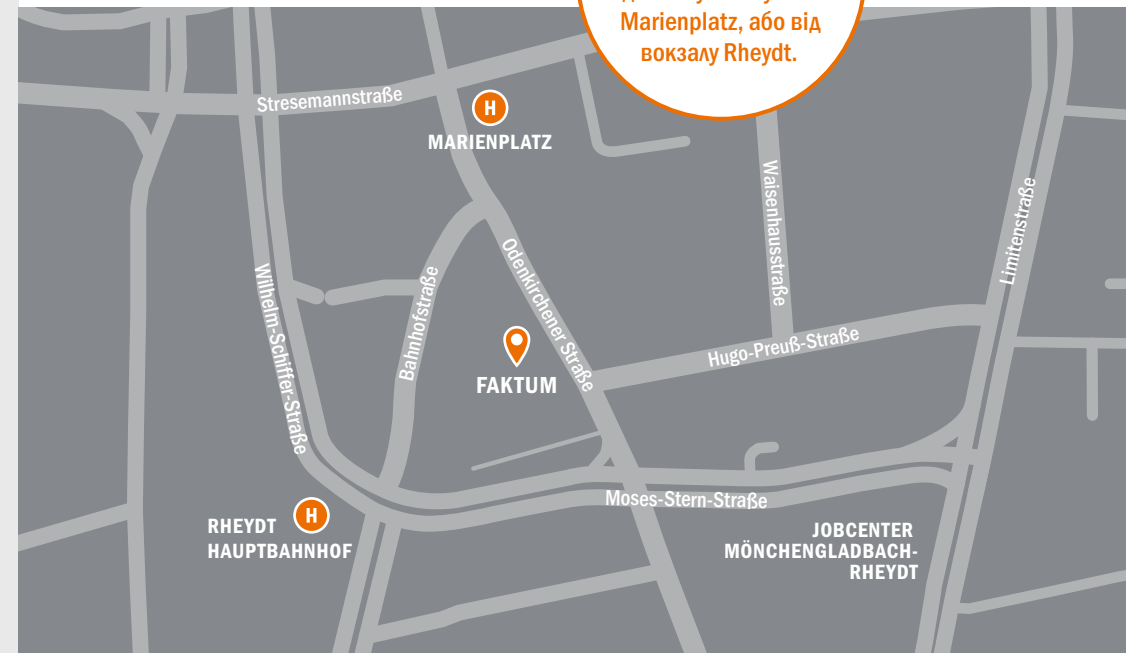 Marienplatz, або від
вокзалу Rheydt.
Stresemannstraße
H
MARIENPLATZ
Waisenhausstraße
Limitenstraße
Odenkirchener Straße
Wilhelm-Schiffer-Straße
Bahnhofstraße
Hugo-Preuß-Straße
FAKTUM
Moses-Stern-Straße
H
RHEYDT
HAUPTBAHNHOF
JOBCENTER
MÖNCHENGLADBACH-
RHEYDT